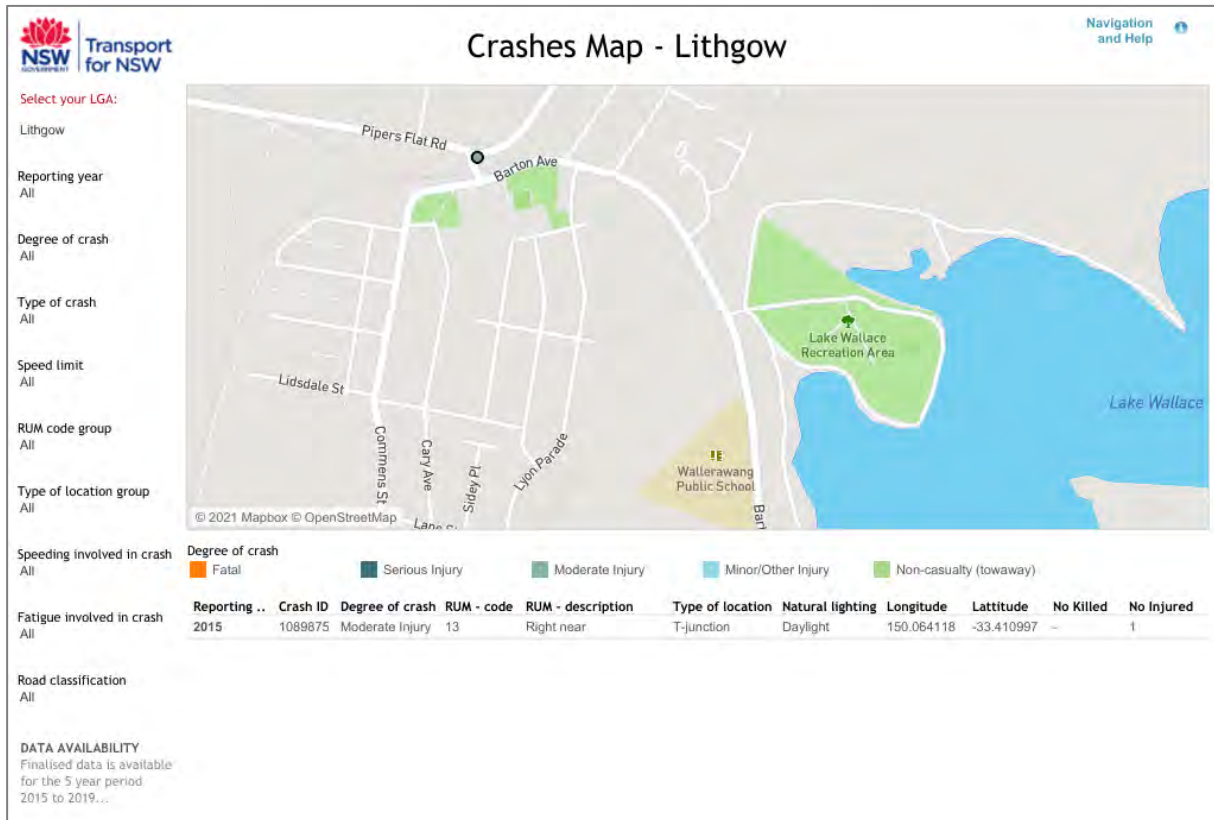 NSW
GOVERNMENT
Transport
for NSW
Crashes Map - Lithgow
Navigation
and Help
Select your LGA:
Lithgow
Reporting year
All
Degree of crash
All
Type of crash
All
Speed limit
All
RUM code group
All
Type of location group
All
Speeding involved in crash
All
Fatigue involved in crash
All
Road classification
All
DATA AVAILABILITY
Finalised data is available
for the 5 year period
2015 to 2019...
Pipers Flat Rd
Barton Ave
Lake Wallace
Recreation Area
Lake Wallace
Lidsdale St
Commens St
Cary Ave
Sidey Pl
Lyon Parade
Wallerawang
Public School
Bart
© 2021 Mapbox © OpenStreetMap
Degree of crash
Fatal Serious Injury Moderate Injury Minor/Other Injury Non-casualty (towaway)
Reporting .. Crash ID Degree of crash RUM - code RUM - description Type of location Natural lighting Longitude Lattitude No Killed No Injured
2015 1089875 Moderate Injury 13 Right near T-junction Daylight 150.064118 -33.410997 – 1